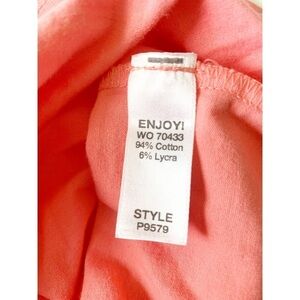 ENJOY!
WO 70433
94% Cotton
6% Lycra
STYLE
P9579